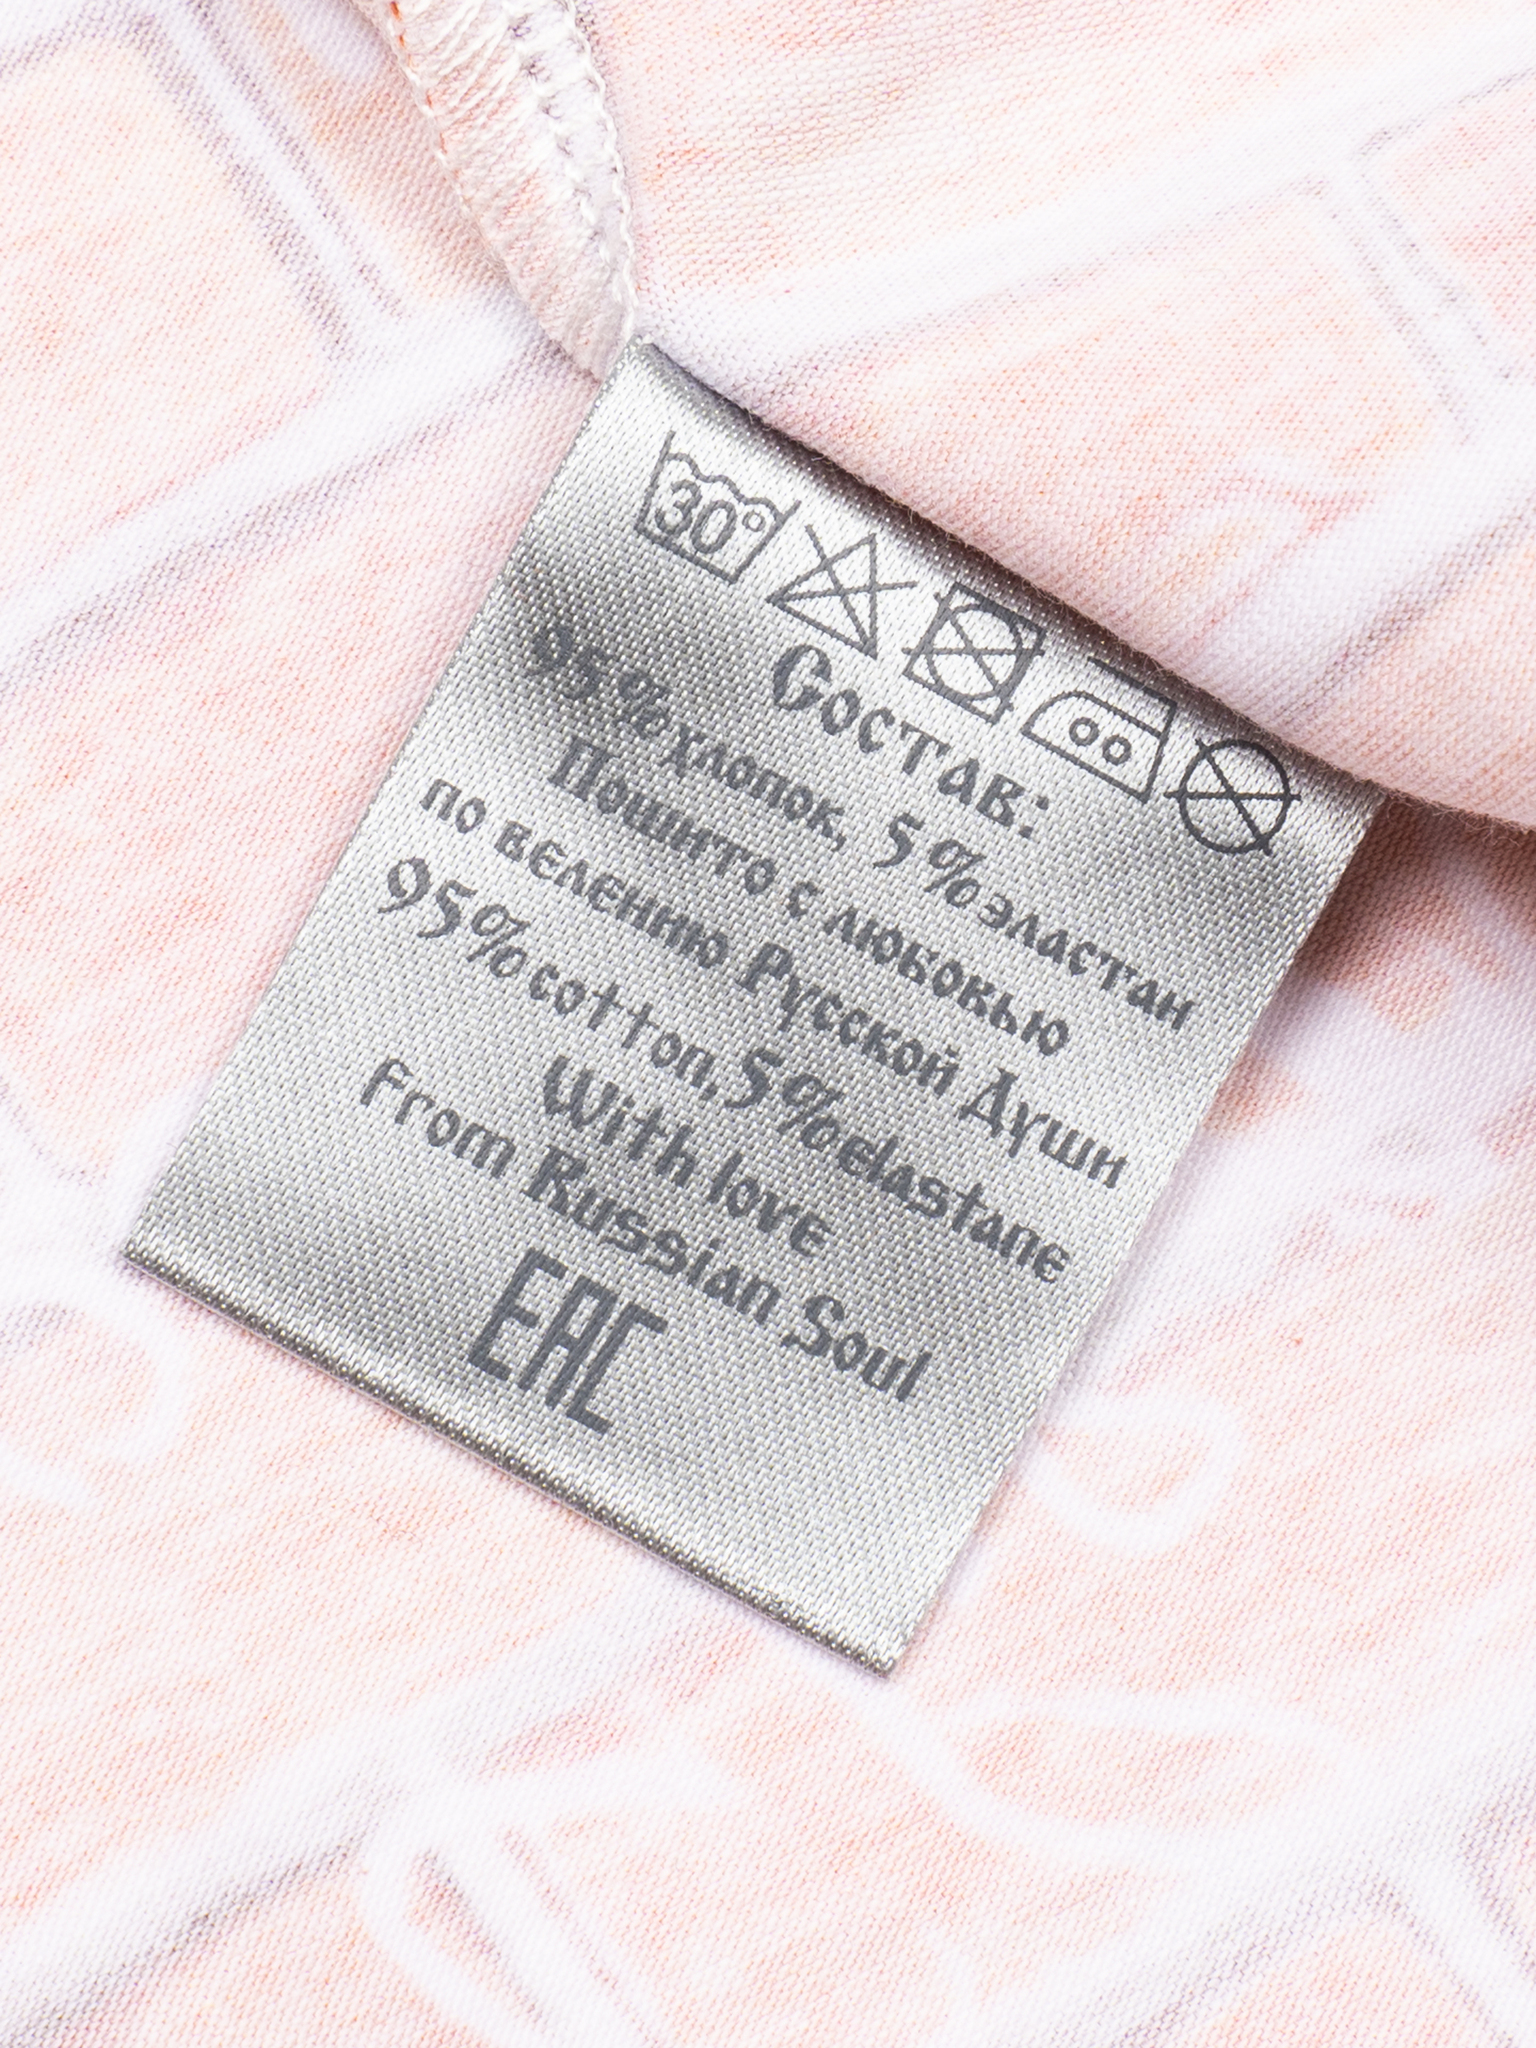 30°
Состав:
95% хлопок, 5% эластан
Пошито с любовью
по велению Русской Души
95% cotton, 5% elastane
With love
From Russian Soul
EAC